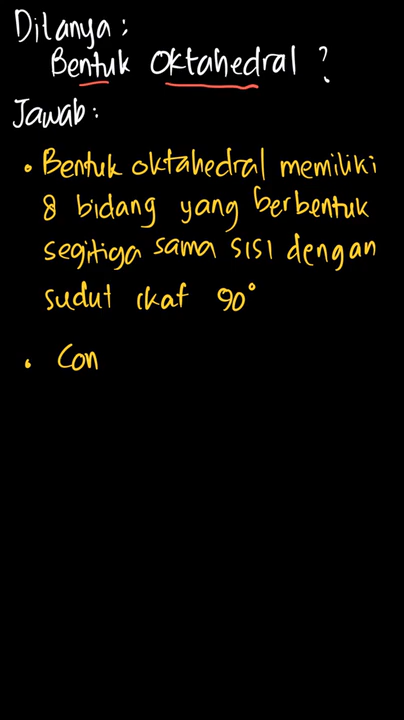 Ditanya :
Bentuk Oktahedral ?
Jawab :
• Bentuk oktahedral memiliki
8 bidang yang berbentuk
segitiga sama sisi dengan
sudut ikat 90°
• Con